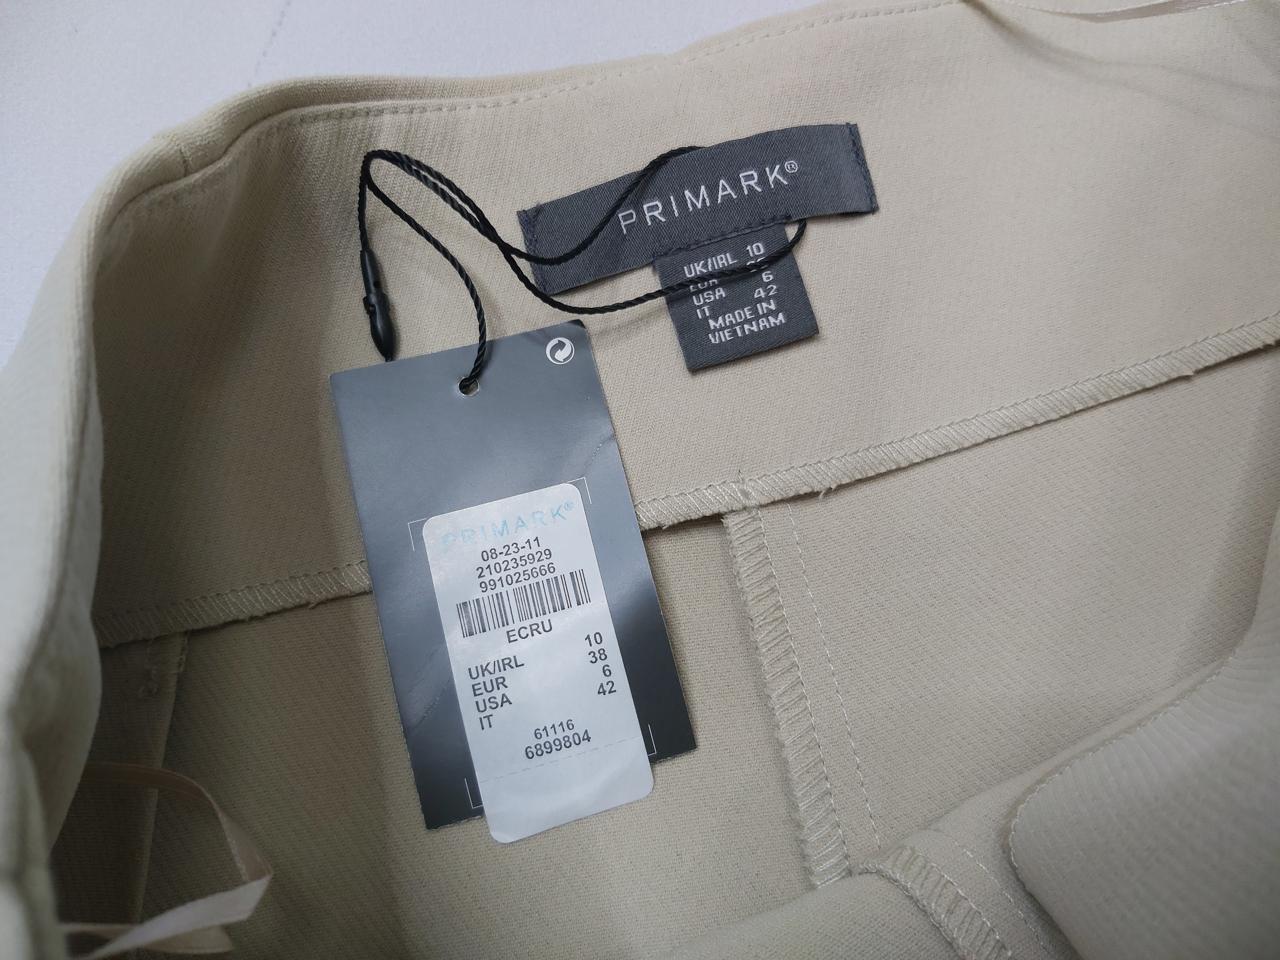 PRIMARK®
UK/IRL 10
EUR
USA 6
IT 42
MADE IN
VIETNAM
PRIMARK®
08-23-11
210235929
991025666
ECRU
UK/IRL 10
EUR 38
USA 6
IT 42
61116
6899804